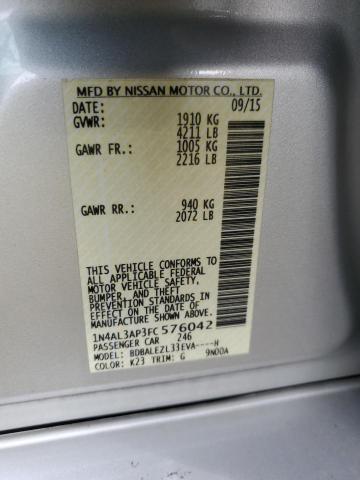 MFD BY NISSAN MOTOR CO., LTD.
DATE: 09/15
GVWR: 1910 KG
4211 LB
GAWR FR.: 1005 KG
2216 LB
GAWR RR.: 940 KG
2072 LB
THIS VEHICLE CONFORMS TO
ALL APPLICABLE FEDERAL
MOTOR VEHICLE SAFETY,
BUMPER, AND THEFT
PREVENTION STANDARDS
IN EFFECT ON THE DATE OF
MANUFACTURE SHOWN ABOVE.
1N4AL3AP3FC576042
PASSENGER CAR 246
MODEL: BDBALEZL33EVA----H
COLOR: K23 TRIM: G 9N00A